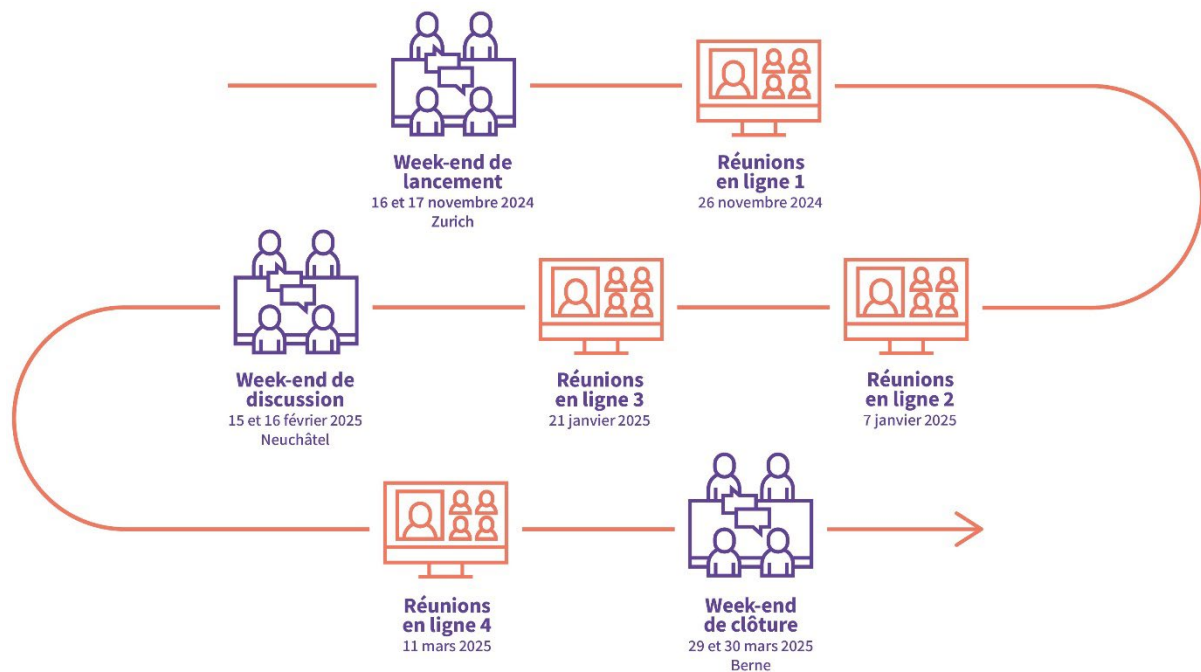 Week-end de
lancement
16 et 17 novembre 2024
Zurich
Réunions
en ligne 1
26 novembre 2024
Réunions
en ligne 2
7 janvier 2025
Réunions
en ligne 3
21 janvier 2025
Week-end de
discussion
15 et 16 février 2025
Neuchâtel
Réunions
en ligne 4
11 mars 2025
Week-end
de clôture
29 et 30 mars 2025
Berne